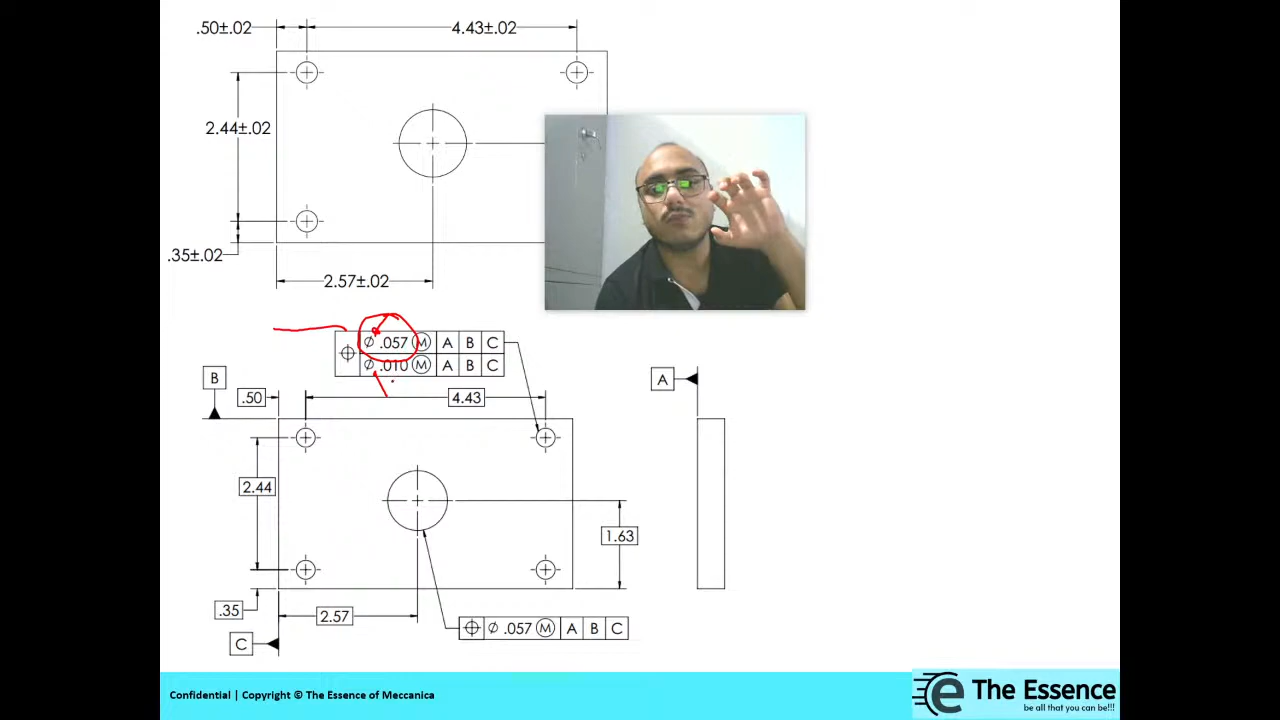 .50±.02
4.43±.02
2.44±.02
.35±.02
2.57±.02
⌖ ⌀ .057 Ⓜ A B C
⌀ .010 Ⓜ A B C
B
.50
4.43
A
2.44
1.63
.35
2.57
⌖ ⌀ .057 Ⓜ A B C
C
Confidential | Copyright © The Essence of Meccanica
e The Essence
be all that you can be!!!